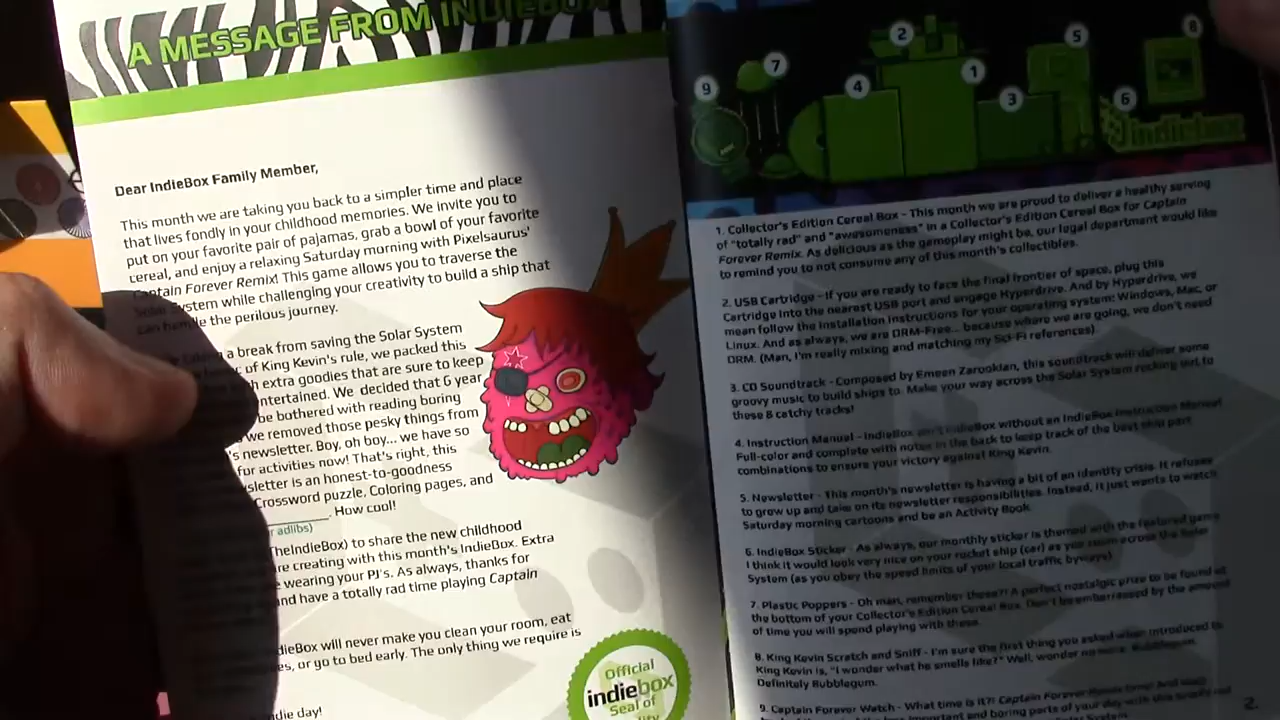 A MESSAGE FROM INDIEBOX
Dear IndieBox Family Member,
This month we are taking you back to a simpler time and place
that lives fondly in your childhood memories. We invite you to
put on your favorite pair of pajamas, grab a bowl of your favorite
cereal, and enjoy a relaxing Saturday morning with Pixelsaurus'
Captain Forever Remix! This game allows you to traverse the
Solar System while challenging your creativity to build a ship that
can handle the perilous journey.
a break from saving the Solar System
of King Kevin's rule, we packed this
extra goodies that are sure to keep
entertained. We decided that 6 year
be bothered with reading boring
we removed those pesky things from
newsletter. Boy, oh boy... we have so
for activities now! That's right, this
is an honest-to-goodness
Crossword puzzle, Coloring pages, and
. How cool!
adlibs)
TheIndieBox) to share the new childhood
creating with this month's IndieBox. Extra
wearing your PJ's. As always, thanks for
and have a totally rad time playing Captain
will never make you clean your room, eat
or go to bed early. The only thing we require is
day!
Official
indiebox
Seal of
9
7
4
2
1
3
5
6
8
indiebox
1. Collector's Edition Cereal Box - This month we are proud to deliver a healthy serving
of "totally rad" and "awesomeness" in a Collector's Edition Cereal Box for Captain
Forever Remix. As delicious as the gameplay might be, our legal department would like
to remind you to not consume any of this month's collectibles.
2. USB Cartridge - If you are ready to face the final frontier of space, plug this
Cartridge into the nearest USB port and engage Hyperdrive. And by Hyperdrive, we
mean follow the installation instructions for your operating system: Windows, Mac, or
Linux. And as always, we are DRM-Free... because where we are going, we don't need
DRM. (Man, I'm really mixing and matching my Sci-Fi references)
3. CD Soundtrack - Composed by Emeen Zarookian, this soundtrack will deliver some
groovy music to build ships to. Make your way across the Solar System rocking out to
these 8 catchy tracks!
4. Instruction Manual - IndieBox ain't IndieBox without an IndieBox Instruction Manual
Full-color and complete with notes in the back to keep track of the best ship part
combinations to ensure your victory against King Kevin.
5. Newsletter - This month's newsletter is having a bit of an identity crisis. It refuses
to grow up and take on its newsletter responsibilities. Instead, it just wants to watch
Saturday morning cartoons and be an Activity Book.
6. IndieBox Sticker - As always, our monthly sticker is themed with the featured game
I think it would look very nice on your rocket ship (car) as you zoom across the Solar
System (as you obey the speed limits of your local traffic byways).
7. Plastic Poppers - Oh man, remember these?! A perfect nostalgic prize to be found at
the bottom of your Collector's Edition Cereal Box. Don't be embarrassed by the amount
of time you will spend playing with these.
8. King Kevin Scratch and Sniff - I'm sure the first thing you asked when introduced to
King Kevin is, "I wonder what he smells like?" Well, wonder no more. Bubblegum.
Definitely Bubblegum.
9. Captain Forever Watch - What time is it?! Captain Forever Remix time! And
important and boring parts of your day with this
2.